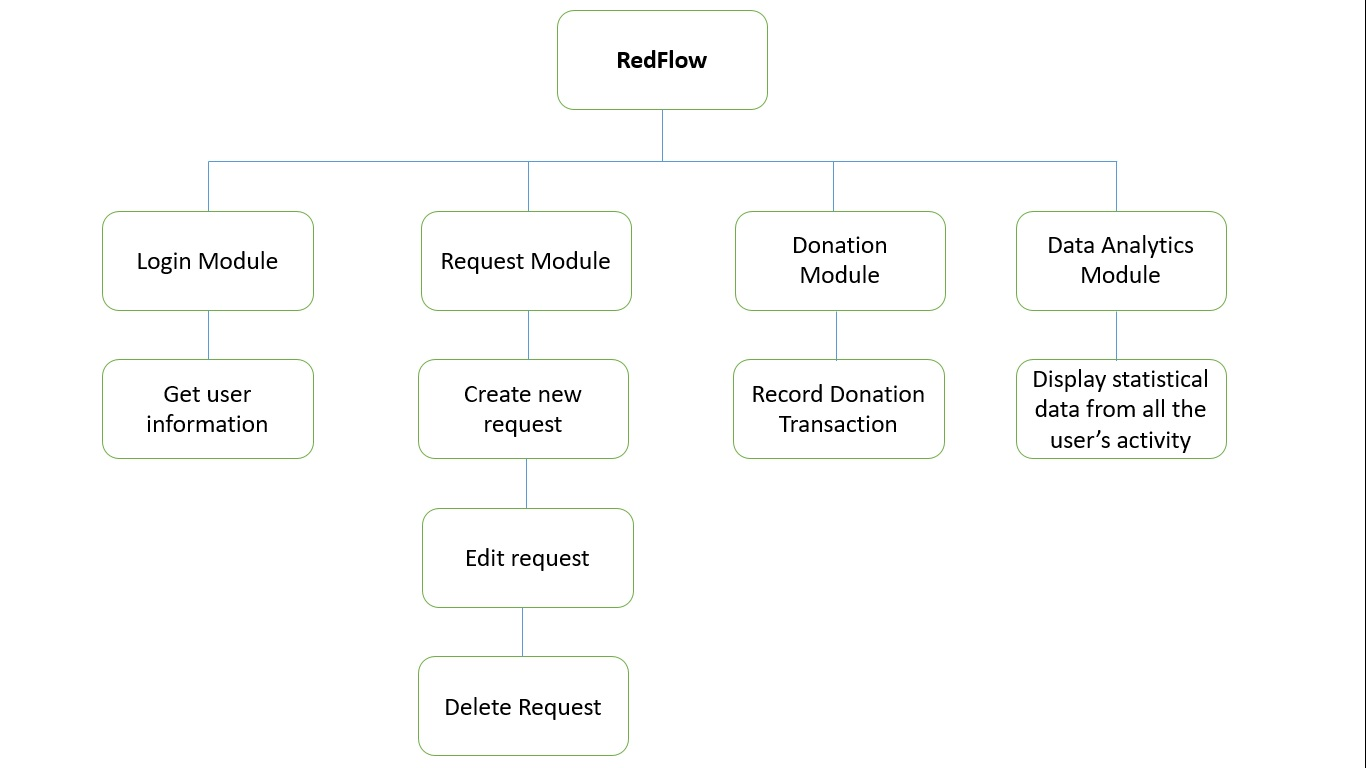 RedFlow
Login Module
Request Module
Donation
Module
Data Analytics
Module
Get user
information
Create new
request
Record Donation
Transaction
Display statistical
data from all the
user’s activity
Edit request
Delete Request